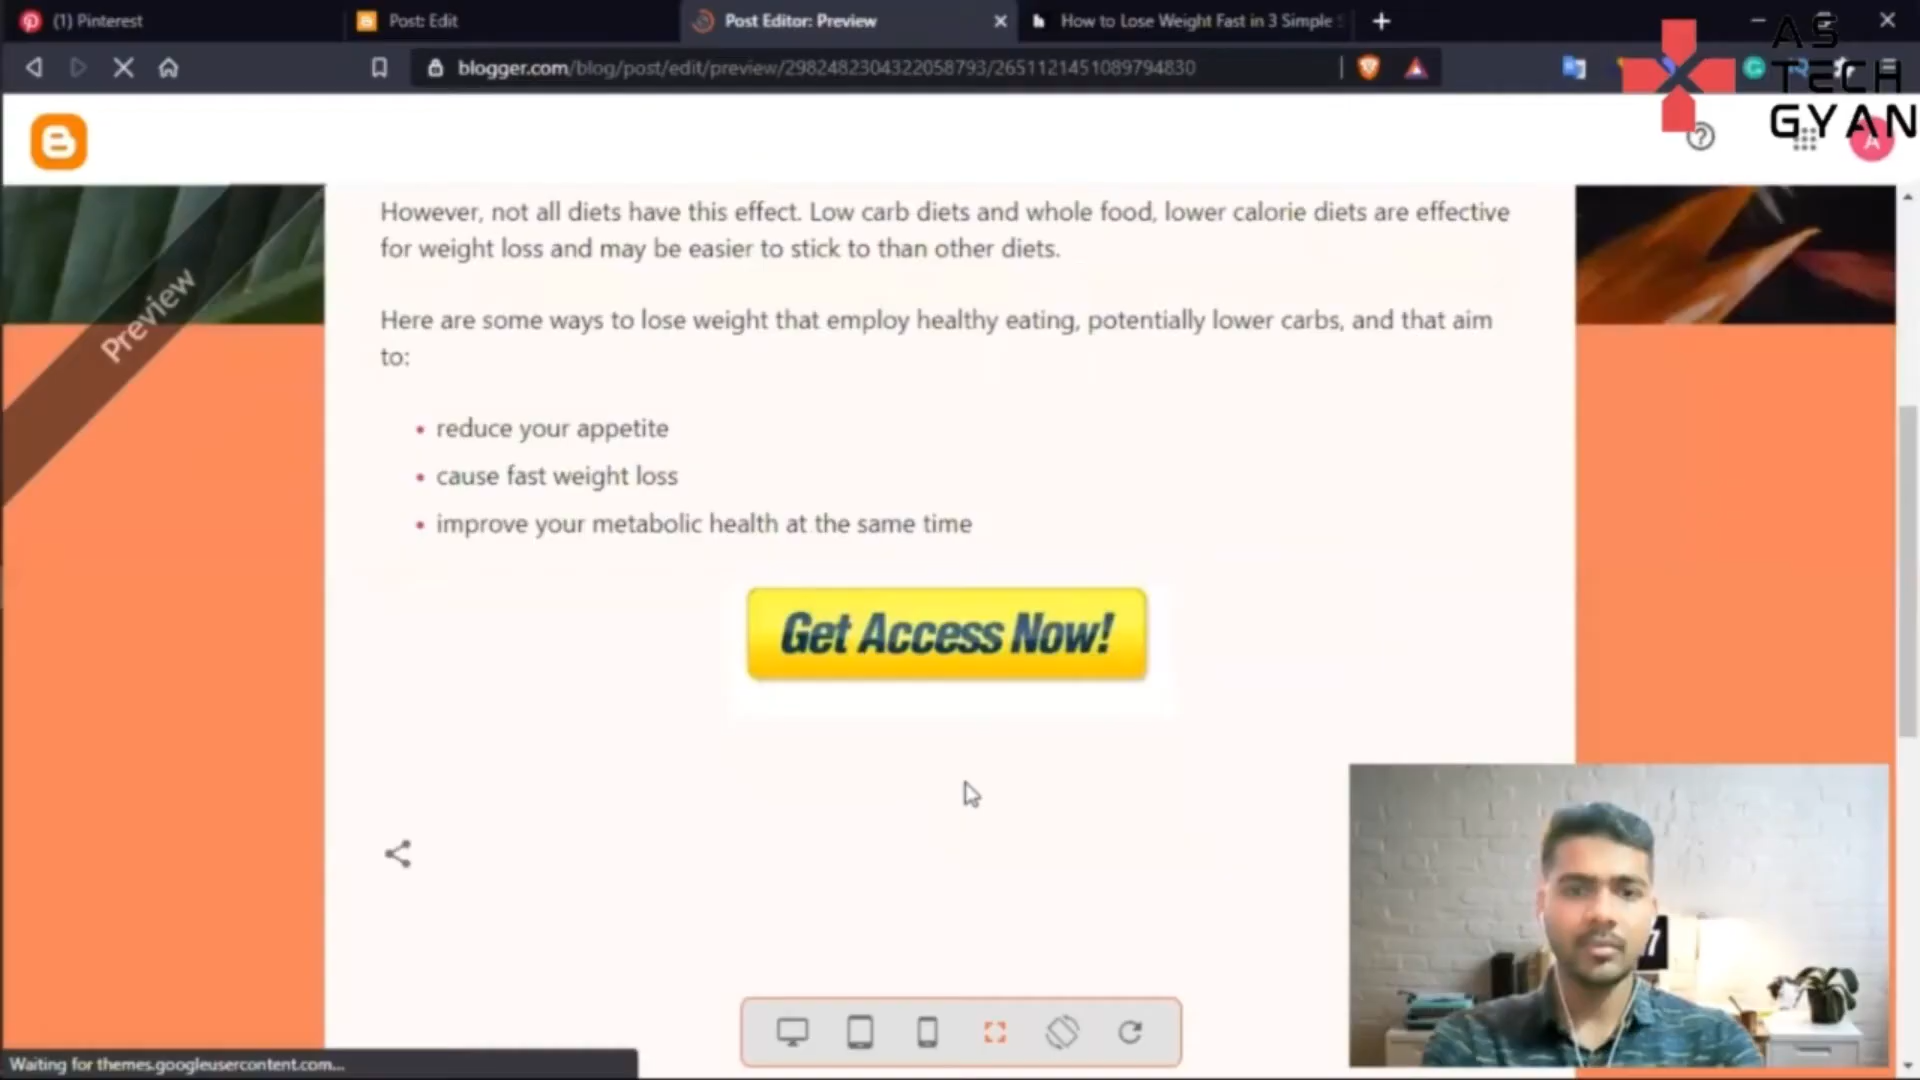 (1) Pinterest
Post: Edit
Post Editor: Preview
How to Lose Weight Fast in 3 Simple
blogger.com/blog/post/edit/preview/2982482304322058793/2651121451089794830
AS
TECH
GYAN
A
Preview
However, not all diets have this effect. Low carb diets and whole food, lower calorie diets are effective
for weight loss and may be easier to stick to than other diets.
Here are some ways to lose weight that employ healthy eating, potentially lower carbs, and that aim
to:
reduce your appetite
cause fast weight loss
improve your metabolic health at the same time
Get Access Now!
7
Waiting for themes.googleusercontent.com...